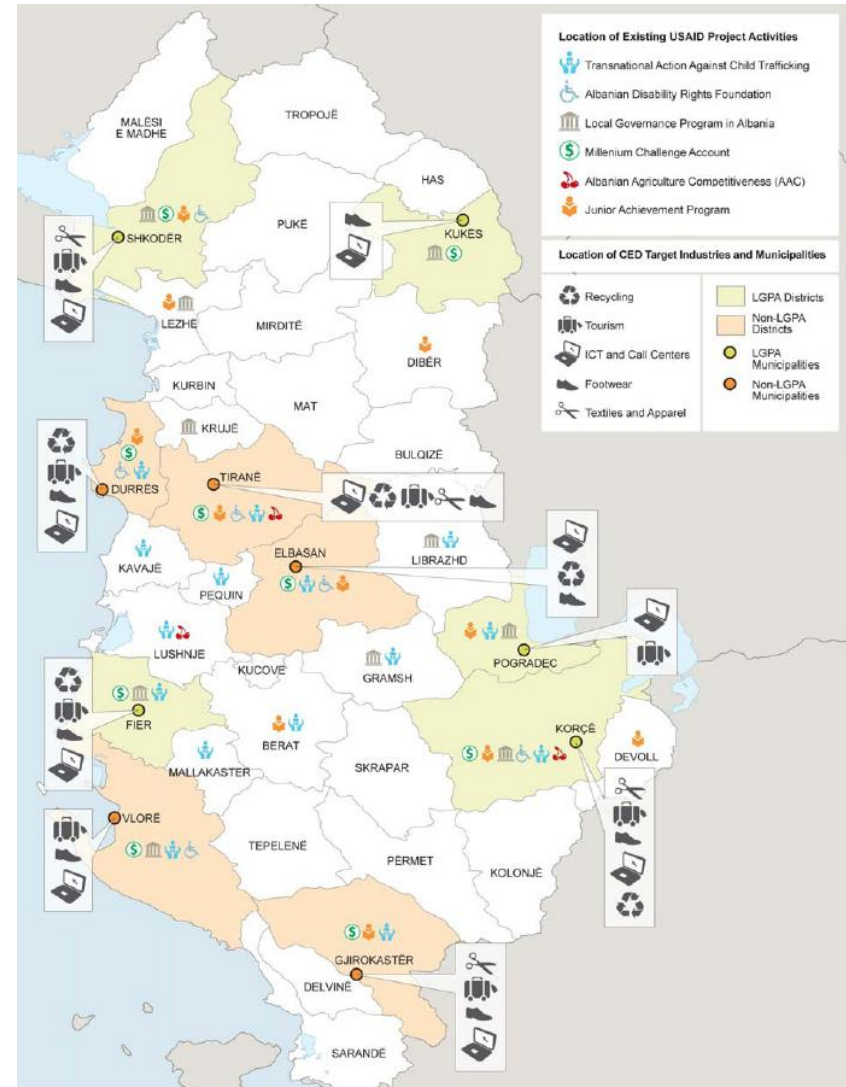 Location of Existing USAID Project Activities
Transnational Action Against Child Trafficking
Albanian Disability Rights Foundation
Local Governance Program in Albania
$ Millenium Challenge Account
Albanian Agriculture Competitiveness (AAC)
Junior Achievement Program
Location of CED Target Industries and Municipalities
Recycling
Tourism
ICT and Call Centers
Footwear
Textiles and Apparel
LGPA Districts
Non-LGPA
Districts
LGPA
Municipalities
Non-LGPA
Municipalities
MALËSI
E MADHE
TROPOJË
HAS
$
SHKODËR
PUKË
KUKËS
$
LEZHË
MIRDITË
DIBËR
KURBIN
MAT
KRUJË
BULQIZË
$
DURRËS
TIRANË
$
ELBASAN
$
LIBRAZHD
KAVAJË
PEQUIN
LUSHNJE
KUCOVE
GRAMSH
POGRADEC
$
FIER
BERAT
KORÇË
$
DEVOLL
MALLAKASTER
SKRAPAR
VLORË
$
TEPELENË
PËRMET
KOLONJË
$
GJIROKASTËR
DELVINË
SARANDË